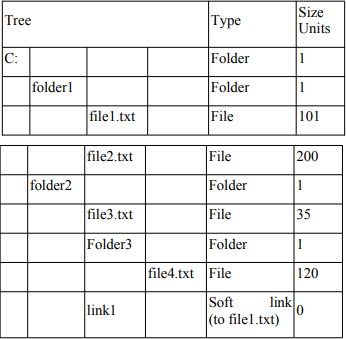 Tree Type Size Units
C: Folder 1
folder1 Folder 1
file1.txt File 101
file2.txt File 200
folder2 Folder 1
file3.txt File 35
Folder3 Folder 1
file4.txt File 120
link1 Soft link (to file1.txt) 0